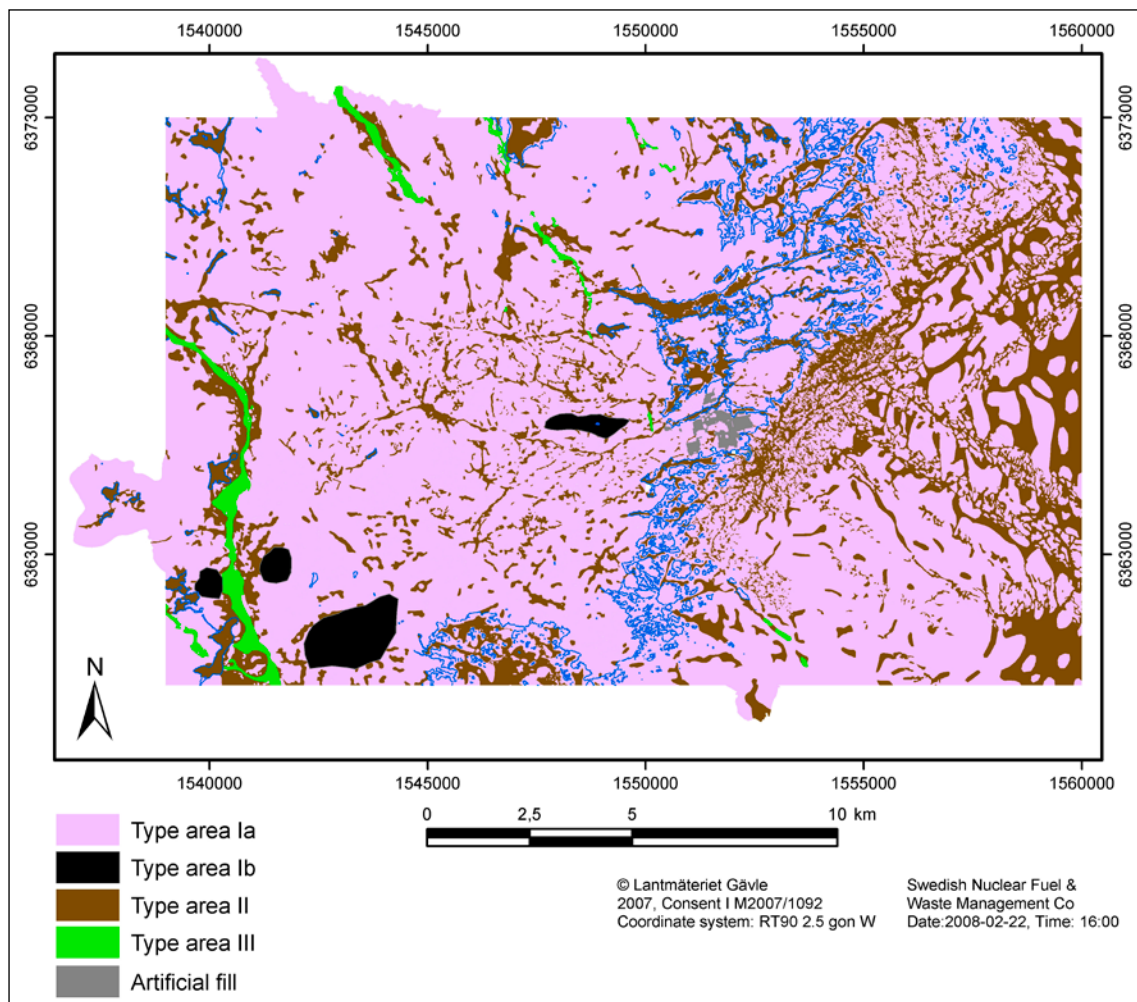 1540000 1545000 1550000 1555000 1560000
6373000 6373000
6368000 6368000
6363000 6363000
N
1540000 1545000 1550000 1555000 1560000
Type area Ia
Type area Ib
Type area II
Type area III
Artificial fill
0 2,5 5 10 km
© Lantmäteriet Gävle
2007, Consent I M2007/1092
Coordinate system: RT90 2.5 gon W
Swedish Nuclear Fuel &
Waste Management Co
Date:2008-02-22, Time: 16:00